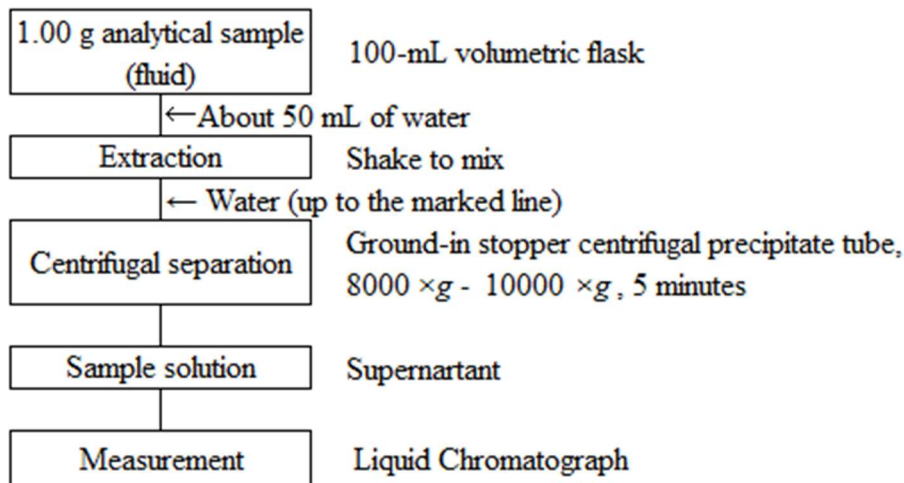 1.00 g analytical sample
(fluid)
100-mL volumetric flask
←About 50 mL of water
Extraction
Shake to mix
← Water (up to the marked line)
Centrifugal separation
Ground-in stopper centrifugal precipitate tube,
8000 ×g - 10000 ×g , 5 minutes
Sample solution
Supernartant
Measurement
Liquid Chromatograph